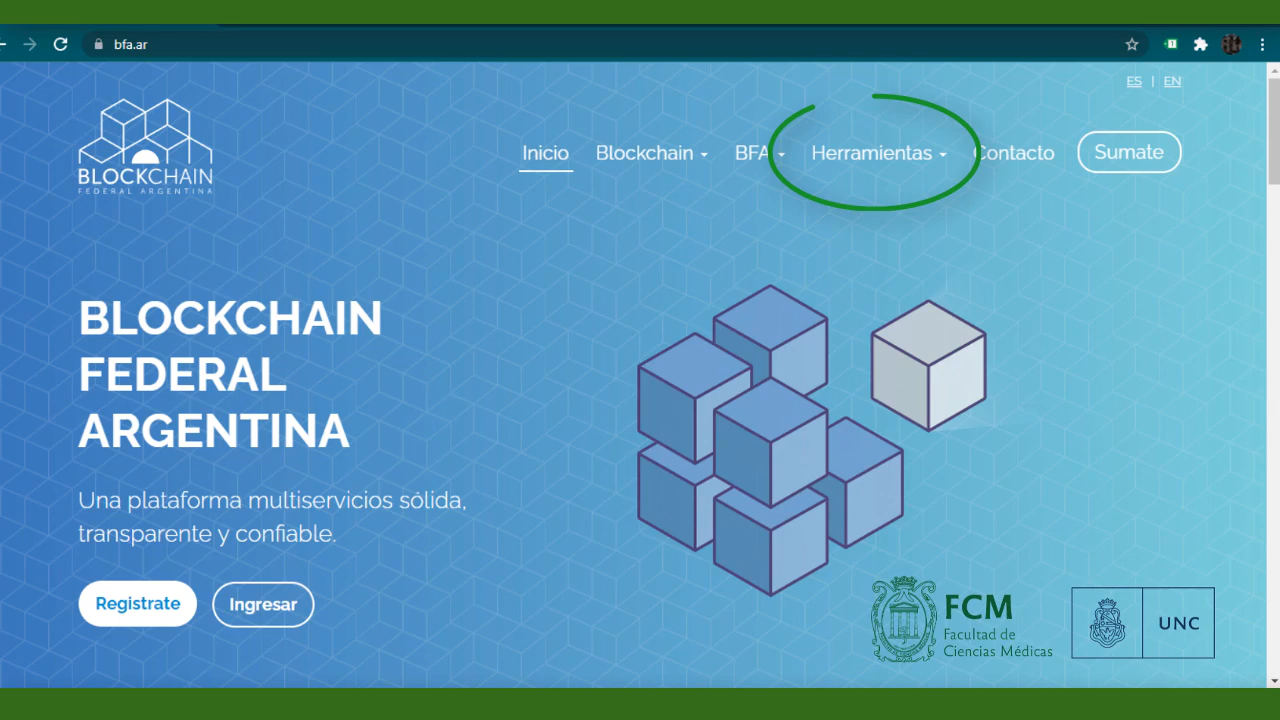 bfa.ar
ES | EN
BLOCKCHAIN
FEDERAL ARGENTINA
Inicio Blockchain BFA Herramientas Contacto Sumate
BLOCKCHAIN
FEDERAL
ARGENTINA
Una plataforma multiservicios sólida,
transparente y confiable.
Registrate Ingresar
FCM
Facultad de
Ciencias Médicas
UNC